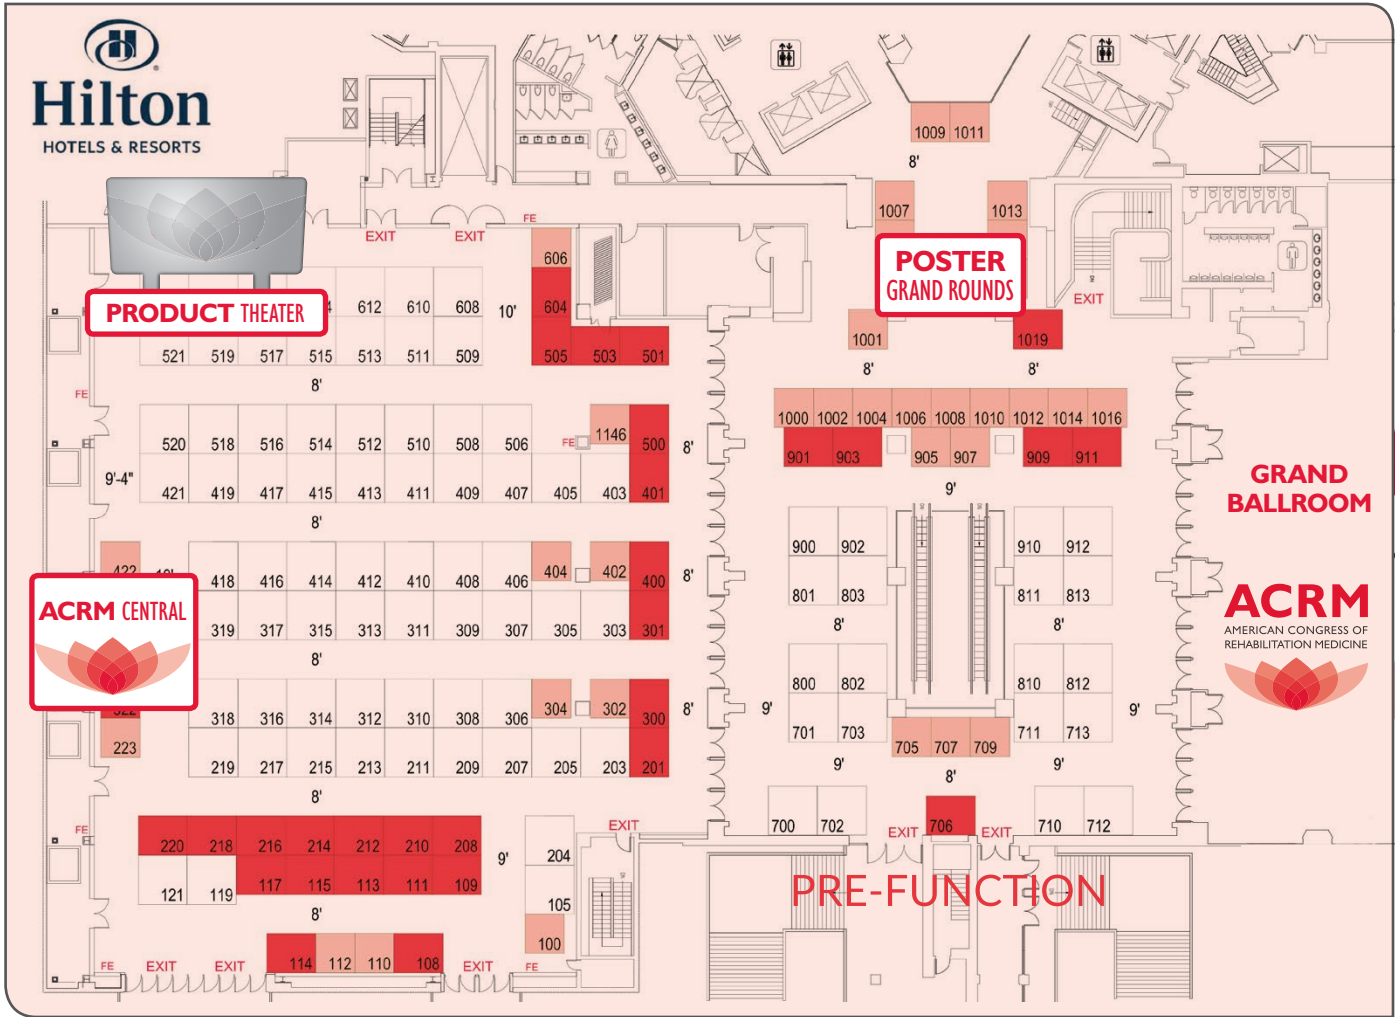 Hilton
HOTELS & RESORTS
1009 1011
8'
1007 1013
FE
EXIT EXIT
606
POSTER
GRAND ROUNDS
EXIT
PRODUCT THEATER
4 612 610 608 10' 604
1001 1019
521 519 517 515 513 511 509 505 503 501
8' 8'
8'
FE
1000 1002 1004 1006 1008 1010 1012 1014 1016
520 518 516 514 512 510 508 506 FE 1146 500 8'
901 903 905 907 909 911
9'-4"
421 419 417 415 413 411 409 407 405 403 401
9'
GRAND
BALLROOM
8'
900 902 910 912
422
418 416 414 412 410 408 406 404 402 400 8'
801 803 811 813
ACRM CENTRAL
319 317 315 313 311 309 307 305 303 301
8' 8'
ACRM
AMERICAN CONGRESS OF
REHABILITATION MEDICINE
8'
800 802 810 812
322
318 316 314 312 310 308 306 304 302 300 8' 9' 9'
701 703 711 713
223
705 707 709
219 217 215 213 211 209 207 205 203 201
9' 9'
8'
8'
700 702 706 710 712
FE
EXIT EXIT EXIT
220 218 216 214 212 210 208 9' 204
117 115 113 111 109
121 119
PRE-FUNCTION
105
8'
100
114 112 110 108
FE EXIT EXIT EXIT FE